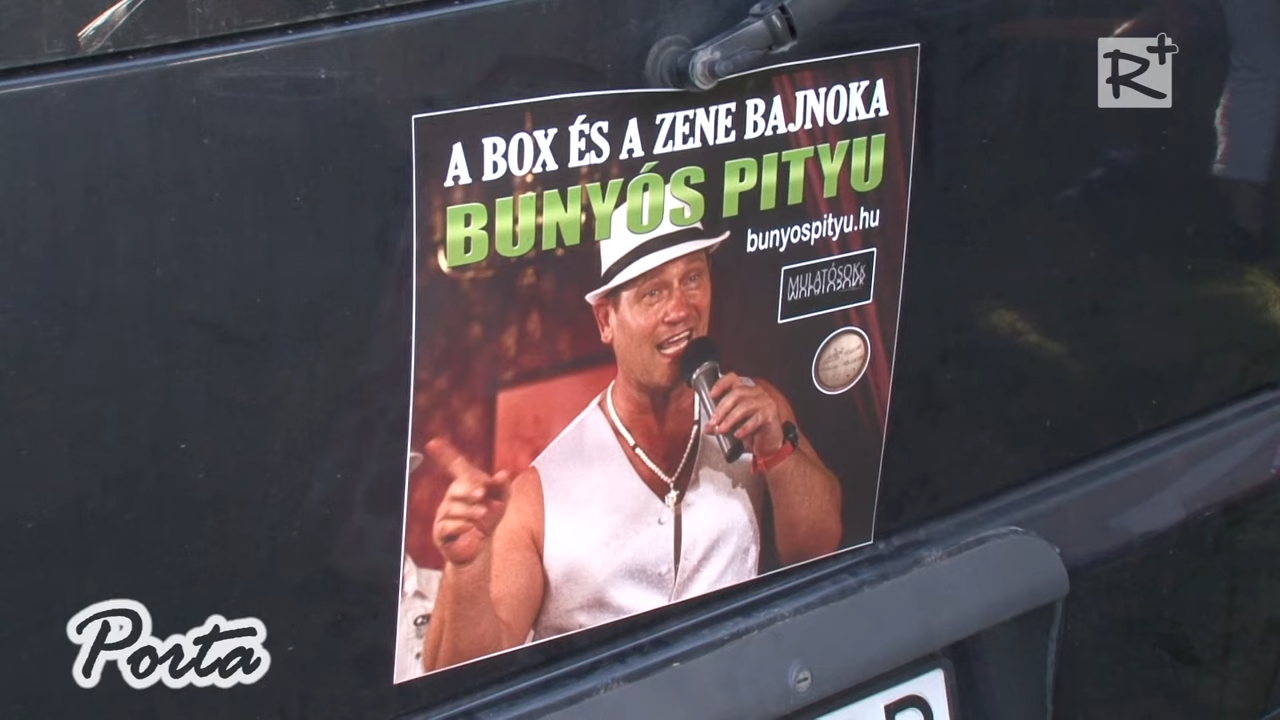 R+
A BOX ÉS A ZENE BAJNOKA
BUNYÓS PITYU
bunyospityu.hu
MULATÓSOK
Porta